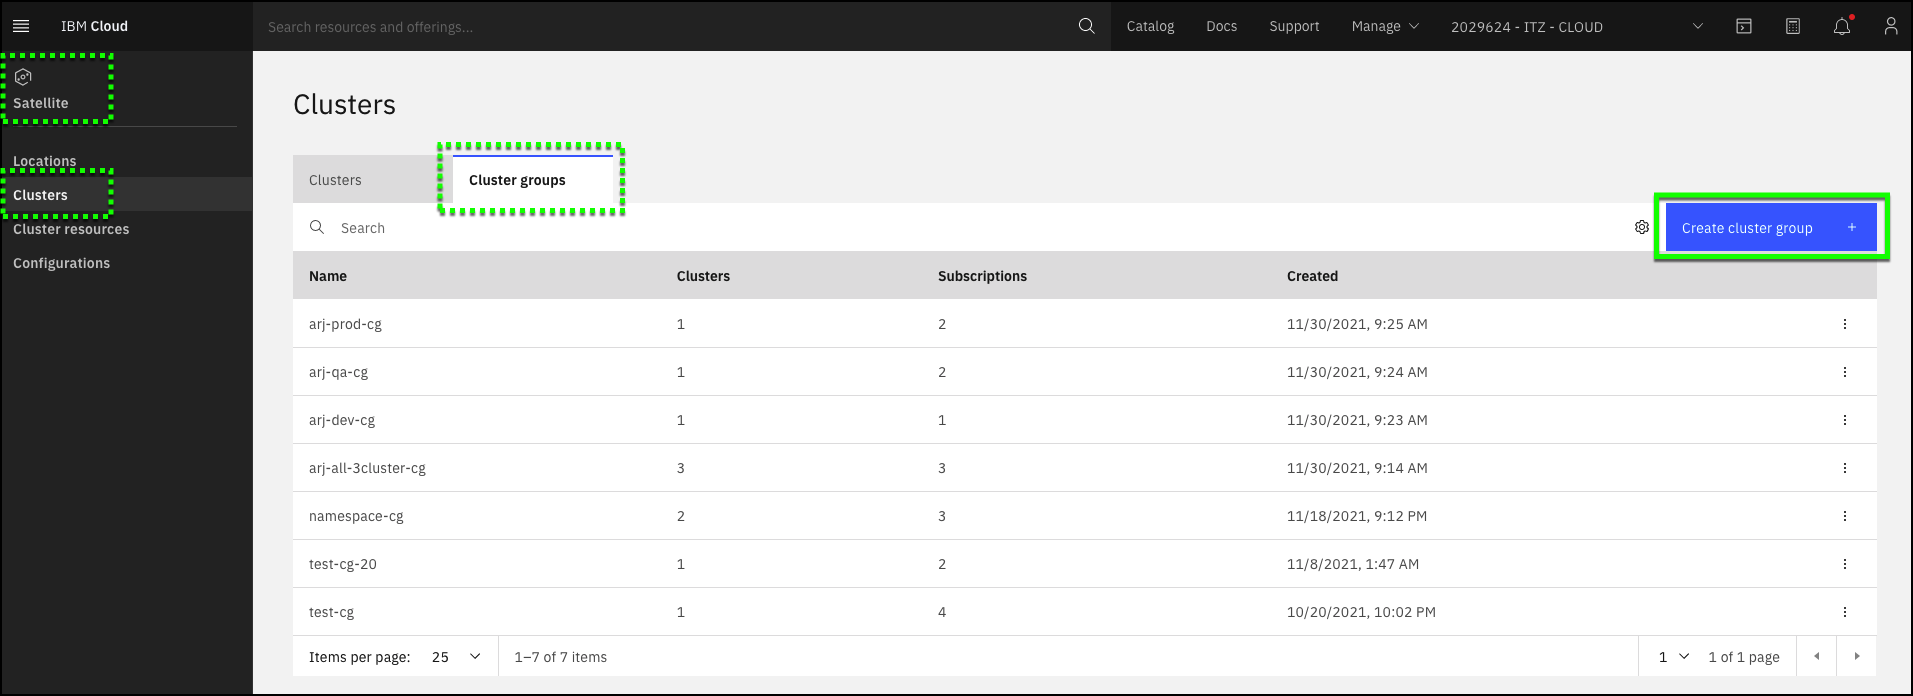 IBM Cloud
Search resources and offerings...
Catalog
Docs
Support
Manage
2029624 - ITZ - CLOUD
Satellite
Locations
Clusters
Cluster resources
Configurations
Clusters
Clusters
Cluster groups
Search
Create cluster group +
Name Clusters Subscriptions Created
arj-prod-cg 1 2 11/30/2021, 9:25 AM
arj-qa-cg 1 2 11/30/2021, 9:24 AM
arj-dev-cg 1 1 11/30/2021, 9:23 AM
arj-all-3cluster-cg 3 3 11/30/2021, 9:14 AM
namespace-cg 2 3 11/18/2021, 9:12 PM
test-cg-20 1 2 11/8/2021, 1:47 AM
test-cg 1 4 10/20/2021, 10:02 PM
Items per page: 25 1–7 of 7 items 1 1 of 1 page